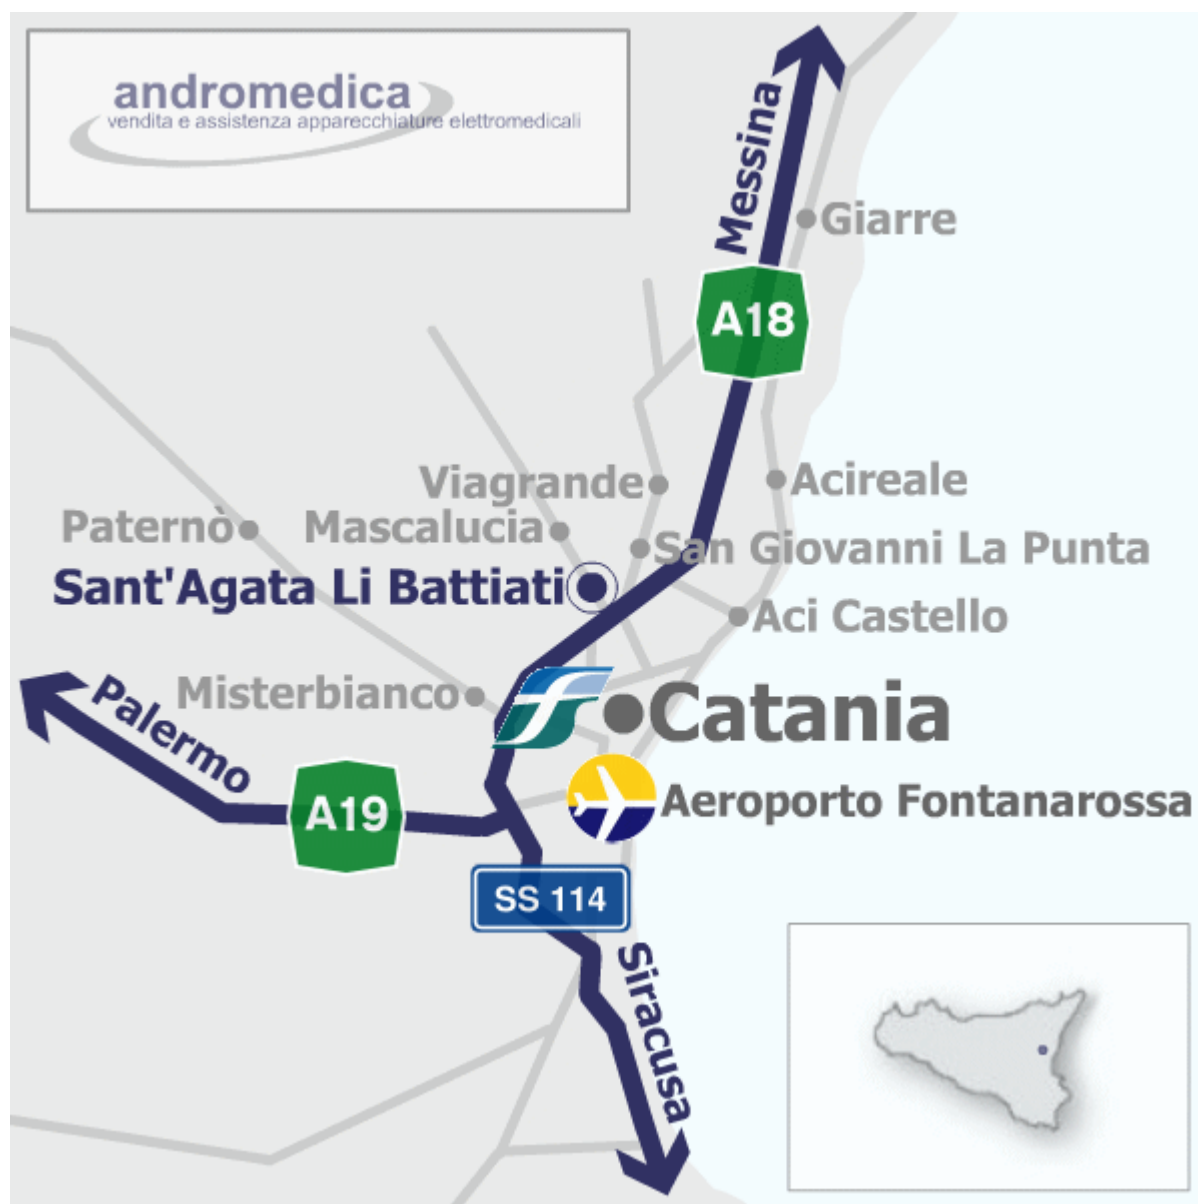 andromedica
vendita e assistenza apparecchiature elettromedicali
Messina
Giarre
A18
Viagrande
Acireale
Paternò
Mascalucia
San Giovanni La Punta
Sant'Agata Li Battiati
Aci Castello
Palermo
Misterbianco
Catania
A19
Aeroporto Fontanarossa
SS 114
Siracusa